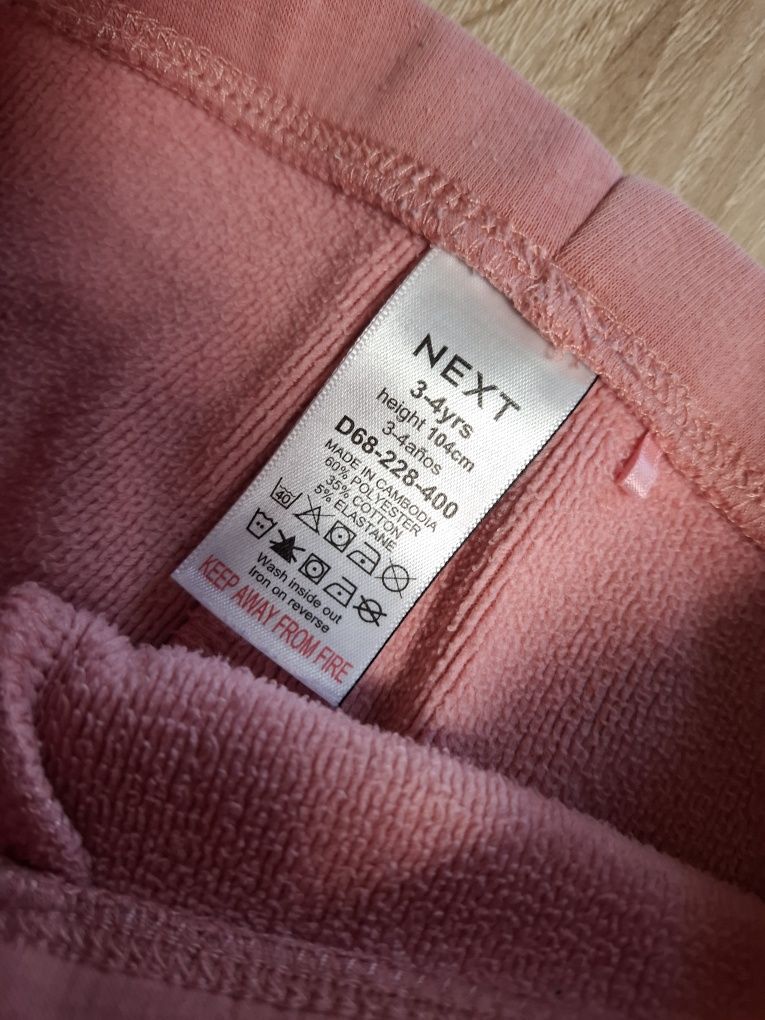 NEXT
3-4yrs
height 104cm
3-4años
D68-228-400
MADE IN CAMBODIA
60% POLYESTER
35% COTTON
5% ELASTANE
40
Wash inside out
Iron on reverse
KEEP AWAY FROM FIRE